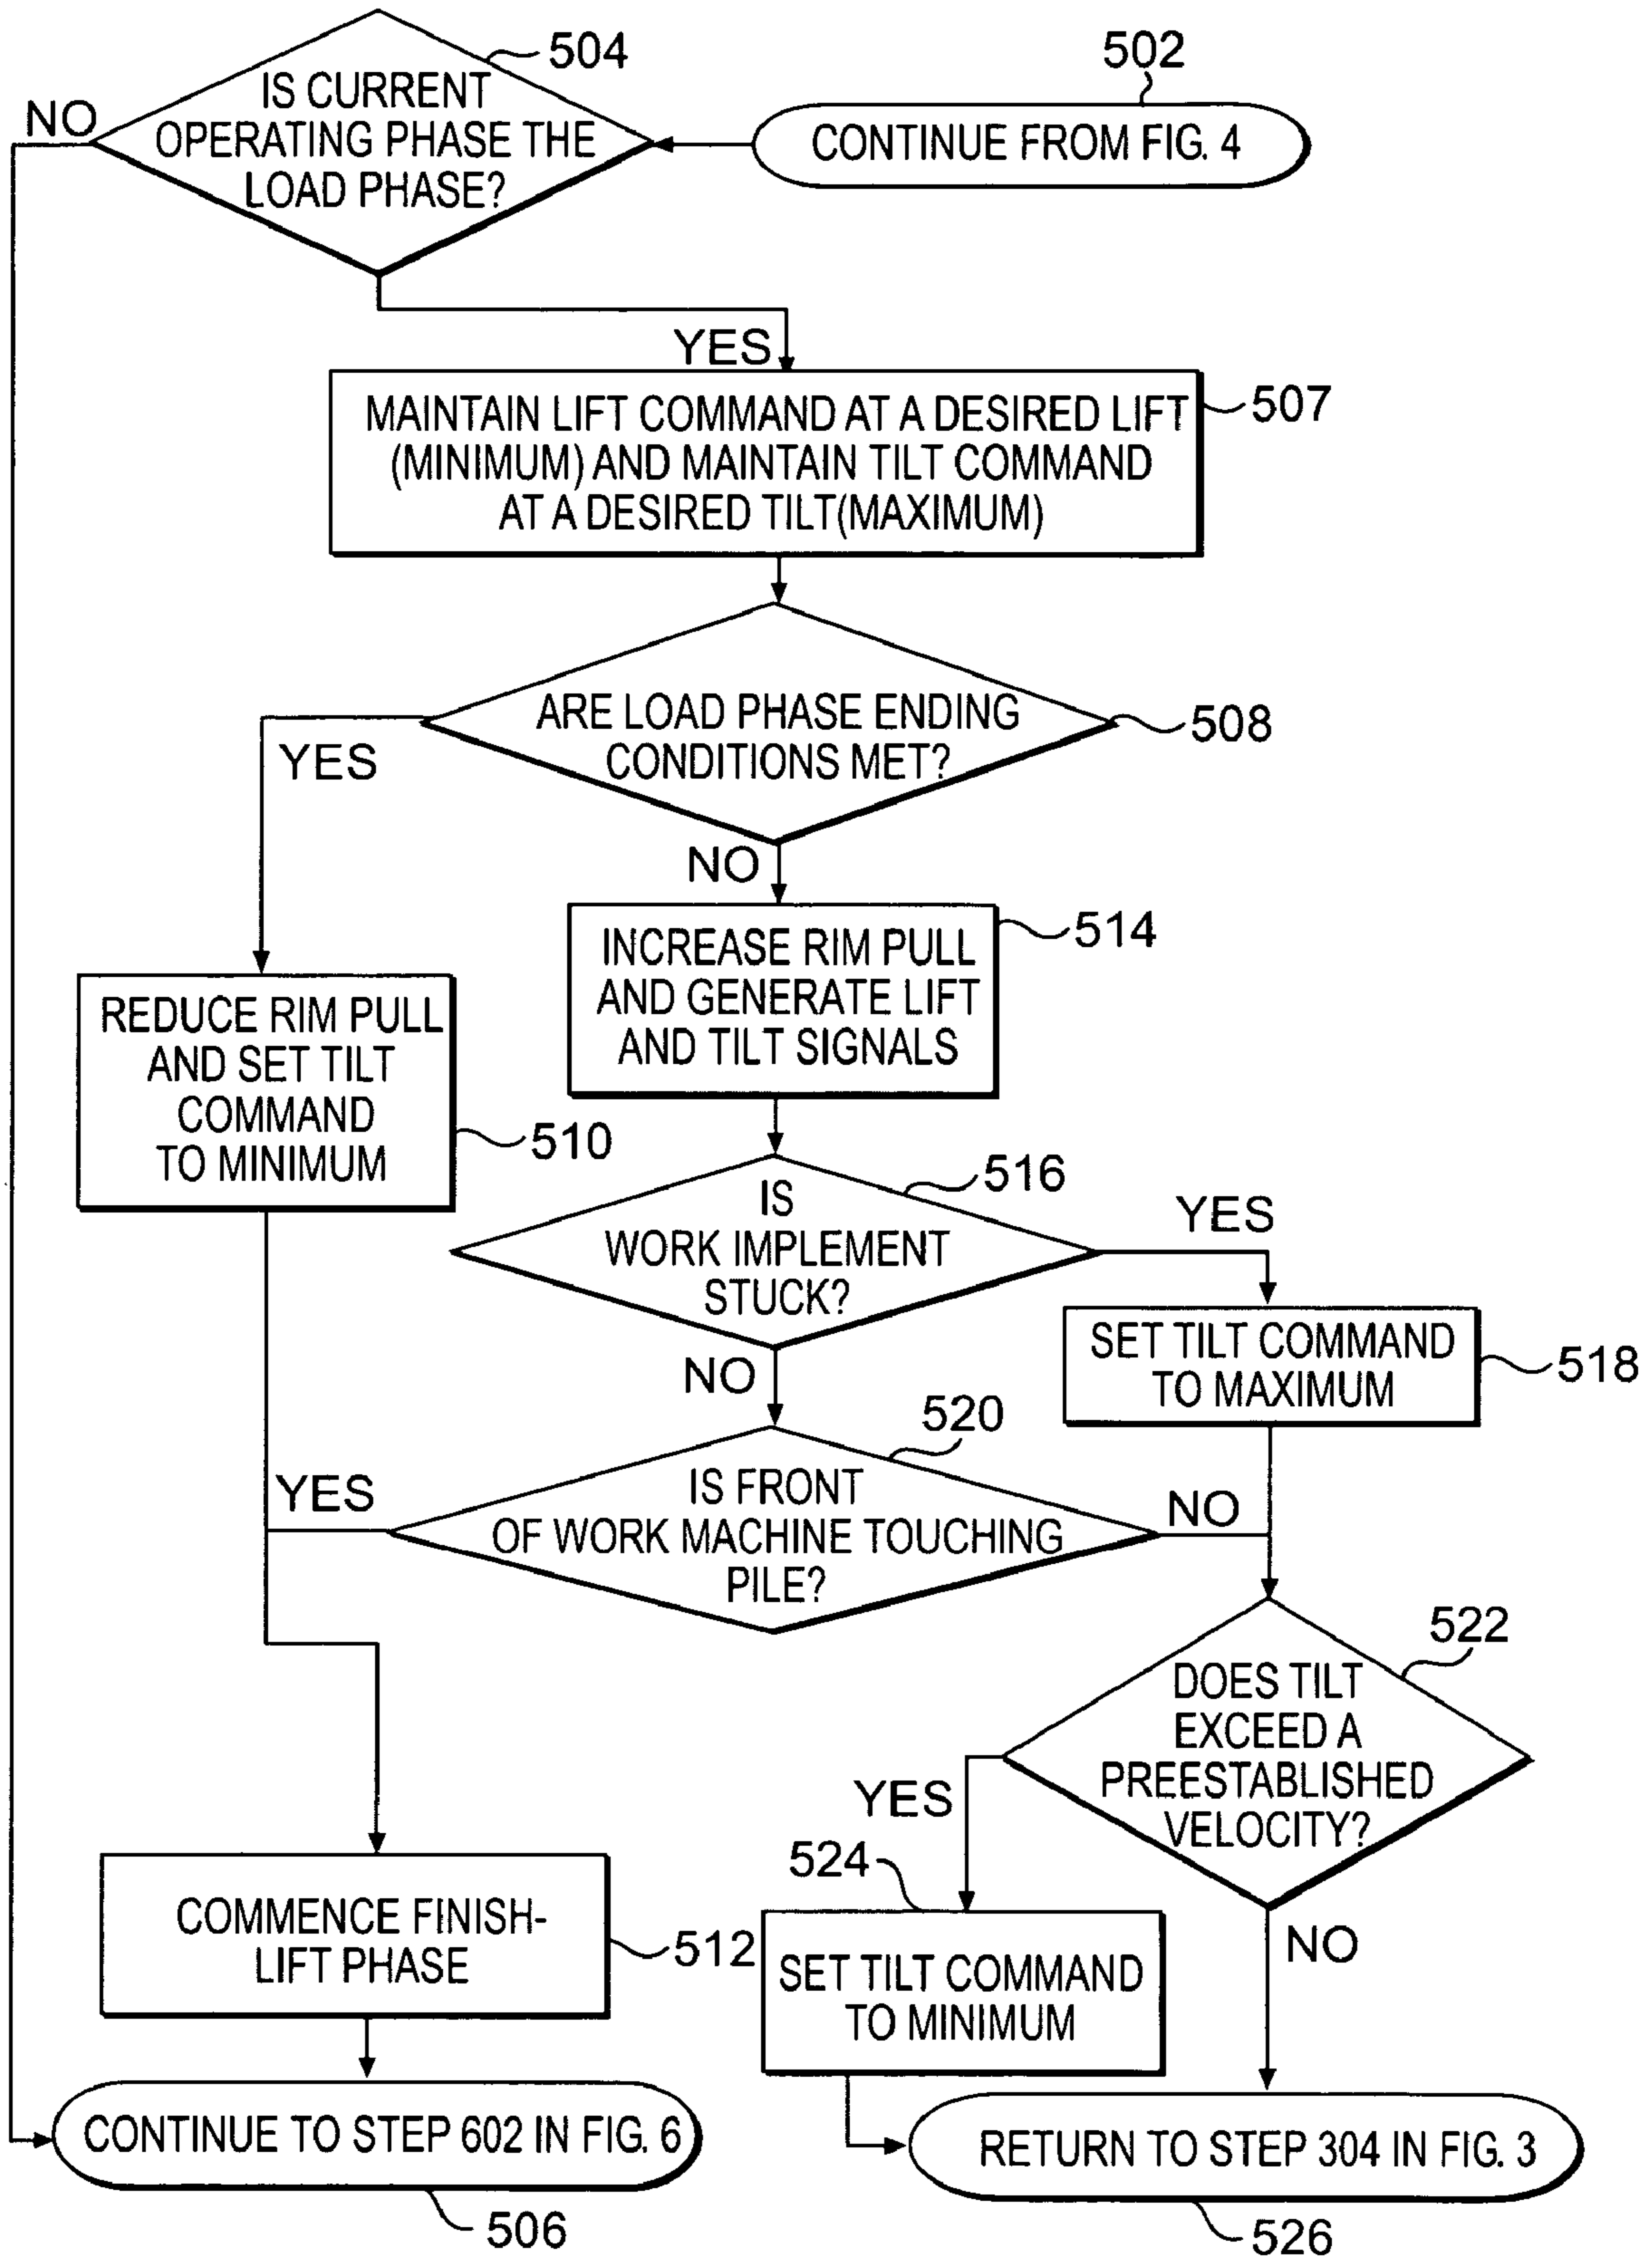 504
502
IS CURRENT
OPERATING PHASE THE
LOAD PHASE?
NO
CONTINUE FROM FIG. 4
YES
507
MAINTAIN LIFT COMMAND AT A DESIRED LIFT
(MINIMUM) AND MAINTAIN TILT COMMAND
AT A DESIRED TILT(MAXIMUM)
ARE LOAD PHASE ENDING
CONDITIONS MET?
508
YES
NO
514
INCREASE RIM PULL
AND GENERATE LIFT
AND TILT SIGNALS
REDUCE RIM PULL
AND SET TILT
COMMAND
TO MINIMUM
510
516
IS
WORK IMPLEMENT
STUCK?
YES
SET TILT COMMAND
TO MAXIMUM
518
NO
520
YES
IS FRONT
OF WORK MACHINE TOUCHING
PILE?
NO
522
DOES TILT
EXCEED A
PREESTABLISHED
VELOCITY?
YES
524
COMMENCE FINISH-
LIFT PHASE
512
NO
SET TILT COMMAND
TO MINIMUM
CONTINUE TO STEP 602 IN FIG. 6
RETURN TO STEP 304 IN FIG. 3
506
526